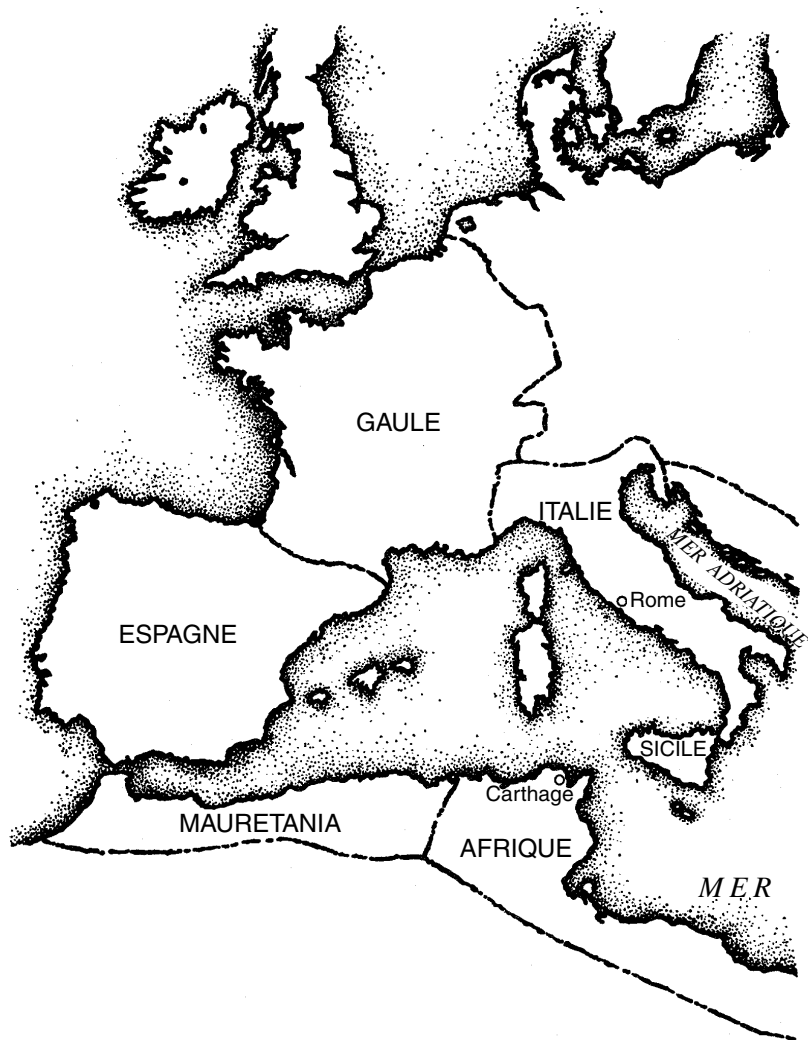 GAULE
ITALIE
MER ADRIATIQUE
Rome
ESPAGNE
SICILE
Carthage
MAURETANIA
AFRIQUE
MER